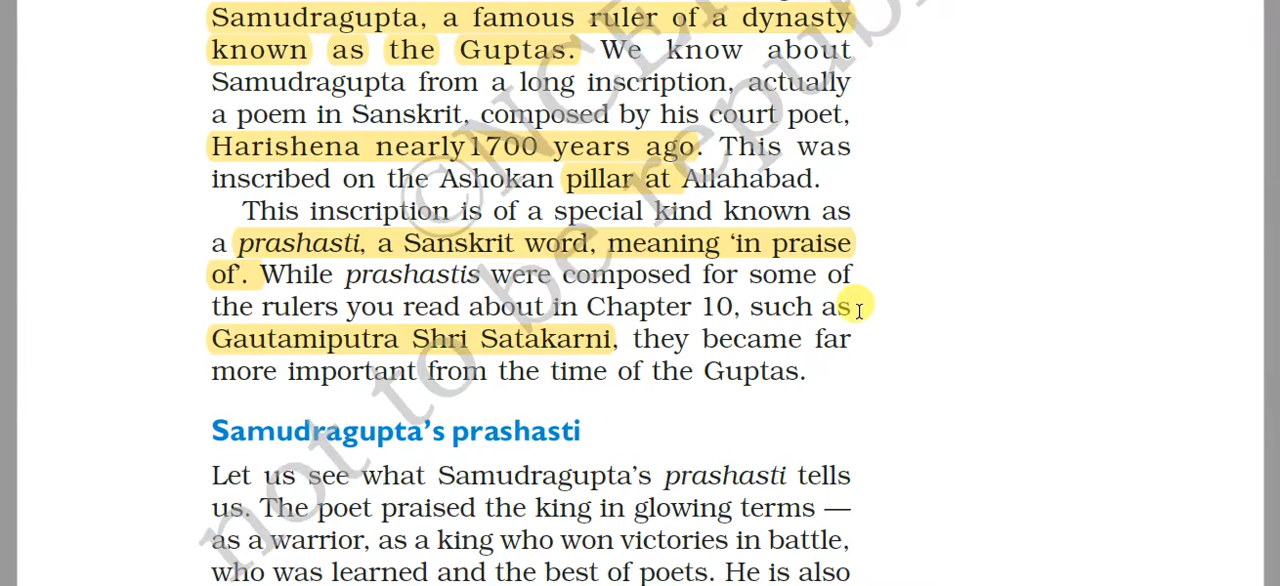 Samudragupta, a famous ruler of a dynasty
known as the Guptas. We know about
Samudragupta from a long inscription, actually
a poem in Sanskrit, composed by his court poet,
Harishena nearly1700 years ago. This was
inscribed on the Ashokan pillar at Allahabad.
This inscription is of a special kind known as
a prashasti, a Sanskrit word, meaning ‘in praise
of’. While prashastis were composed for some of
the rulers you read about in Chapter 10, such as
Gautamiputra Shri Satakarni, they became far
more important from the time of the Guptas.
Samudragupta’s prashasti
Let us see what Samudragupta’s prashasti tells
us. The poet praised the king in glowing terms —
as a warrior, as a king who won victories in battle,
who was learned and the best of poets. He is also
©NCE
not to be republ